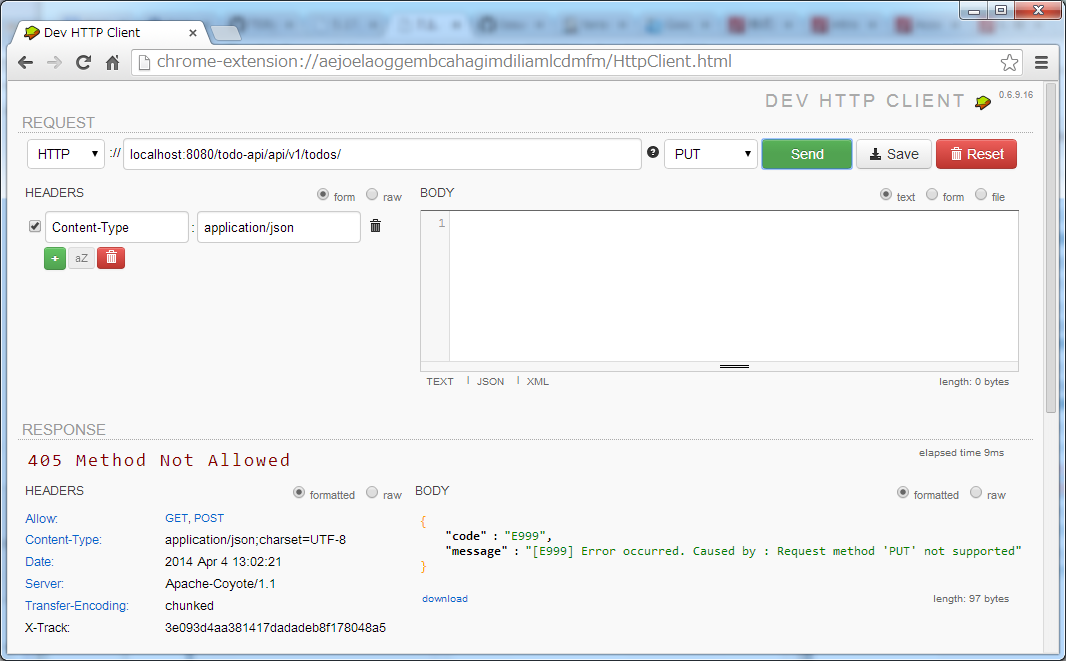 Dev HTTP Client
chrome-extension://aejoelaoggembcahagimdiliamlcdmfm/HttpClient.html
DEV HTTP CLIENT 0.6.9.16
REQUEST
HTTP :// localhost:8080/todo-api/api/v1/todos/ PUT Send Save Reset
HEADERS form raw BODY text form file
Content-Type : application/json
1
+ aZ
TEXT JSON XML length: 0 bytes
RESPONSE
405 Method Not Allowed elapsed time 9ms
HEADERS formatted raw BODY formatted raw
Allow: GET, POST
Content-Type: application/json;charset=UTF-8
Date: 2014 Apr 4 13:02:21
Server: Apache-Coyote/1.1
Transfer-Encoding: chunked
X-Track: 3e093d4aa381417dadadeb8f178048a5
{
"code" : "E999",
"message" : "[E999] Error occurred. Caused by : Request method 'PUT' not supported"
}
download length: 97 bytes